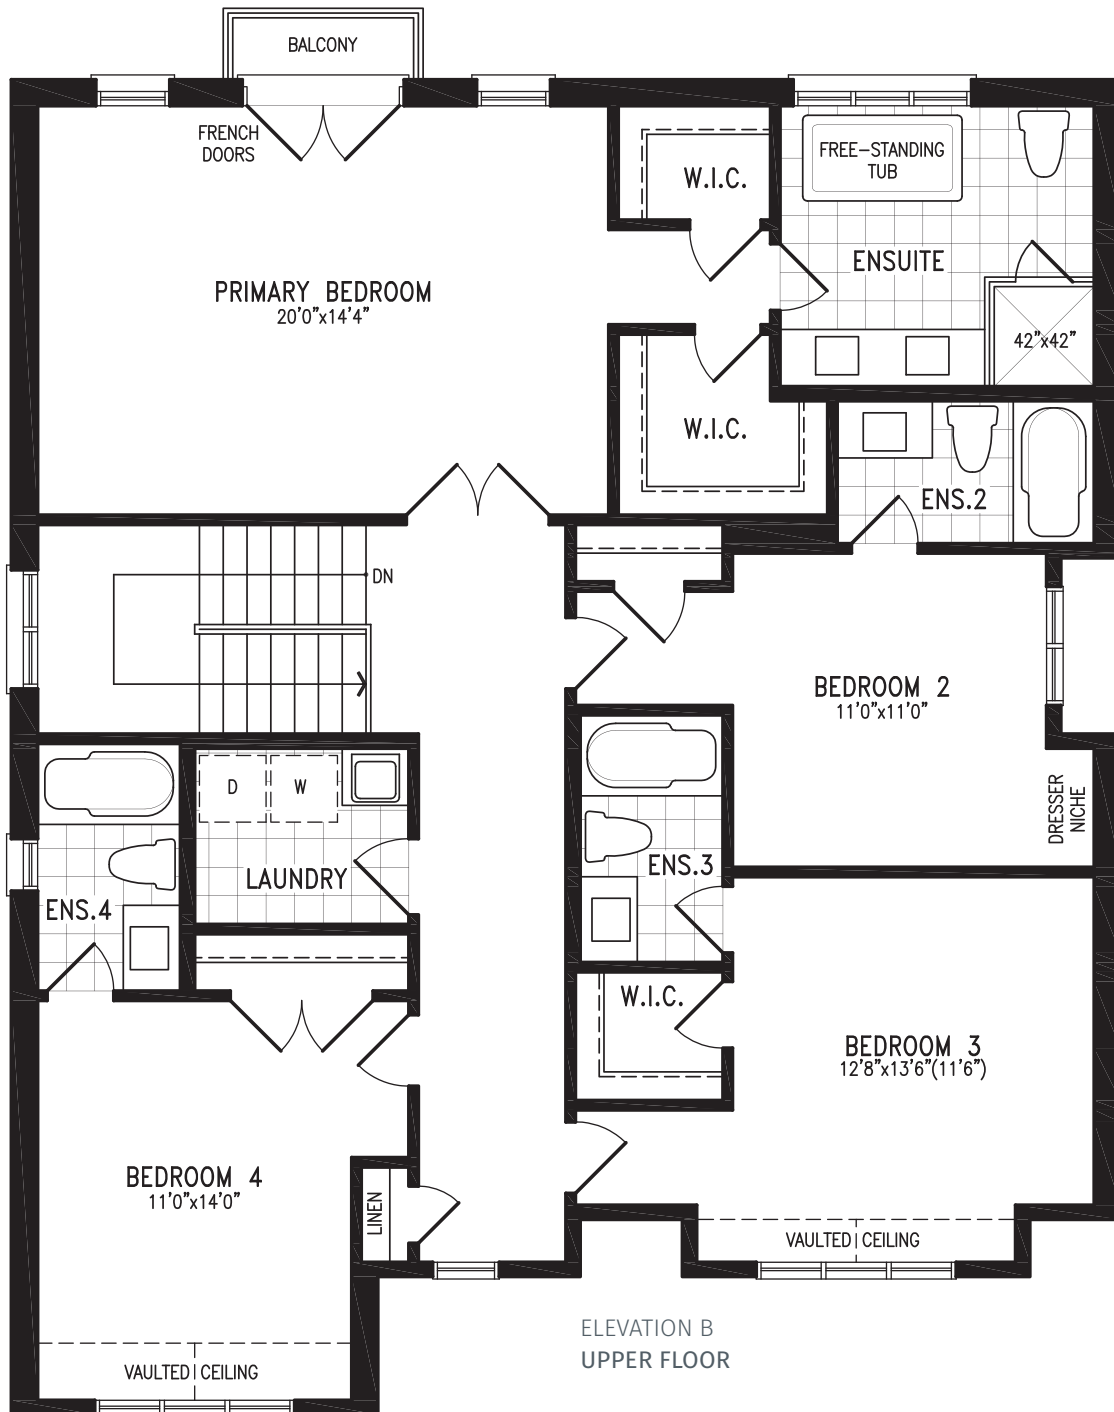 BALCONY
FRENCH
DOORS
W.I.C.
FREE-STANDING
TUB
ENSUITE
PRIMARY BEDROOM
20'0"x14'4"
42"x42"
W.I.C.
ENS.2
DN
BEDROOM 2
11'0"x11'0"
DRESSER
NICHE
D
W
LAUNDRY
ENS.3
ENS.4
W.I.C.
BEDROOM 3
12'8"x13'6"(11'6")
BEDROOM 4
11'0"x14'0"
LINEN
VAULTED CEILING
VAULTED CEILING
ELEVATION B
UPPER FLOOR